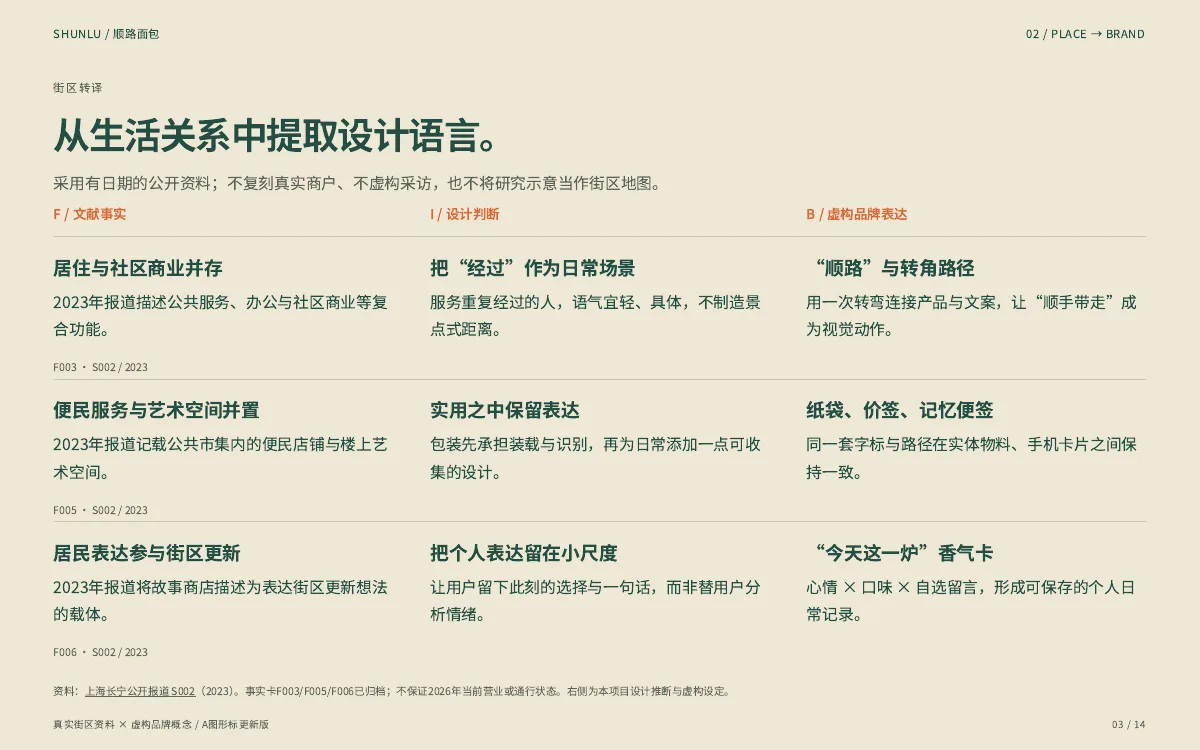 SHUNLU / 顺路面包
02 / PLACE → BRAND
街区转译
从生活关系中提取设计语言。
采用有日期的公开资料；不复刻真实商户、不虚构采访，也不将研究示意当作街区地图。
F / 文献事实
I / 设计判断
B / 虚构品牌表达
居住与社区商业并存
2023年报道描述公共服务、办公与社区商业等复
合功能。
F003 · S002 / 2023
把“经过”作为日常场景
服务重复经过的人，语气宜轻、具体，不制造景
点式距离。
“顺路”与转角路径
用一次转弯连接产品与文案，让“顺手带走”成
为视觉动作。
便民服务与艺术空间并置
2023年报道记载公共市集内的便民店铺与楼上艺
术空间。
F005 · S002 / 2023
实用之中保留表达
包装先承担装载与识别，再为日常添加一点可收
集的设计。
纸袋、价签、记忆便签
同一套字标与路径在实体物料、手机卡片之间保
持一致。
居民表达参与街区更新
2023年报道将故事商店描述为表达街区更新想法
的载体。
F006 · S002 / 2023
把个人表达留在小尺度
让用户留下此刻的选择与一句话，而非替用户分
析情绪。
“今天这一炉”香气卡
心情 × 口味 × 自选留言，形成可保存的个人日
常记录。
资料：上海长宁公开报道 S002（2023）。事实卡F003/F005/F006已归档；不保证2026年当前营业或通行状态。右侧为本项目设计推断与虚构设定。
真实街区资料 × 虚构品牌概念 / A图形标更新版
03 / 14